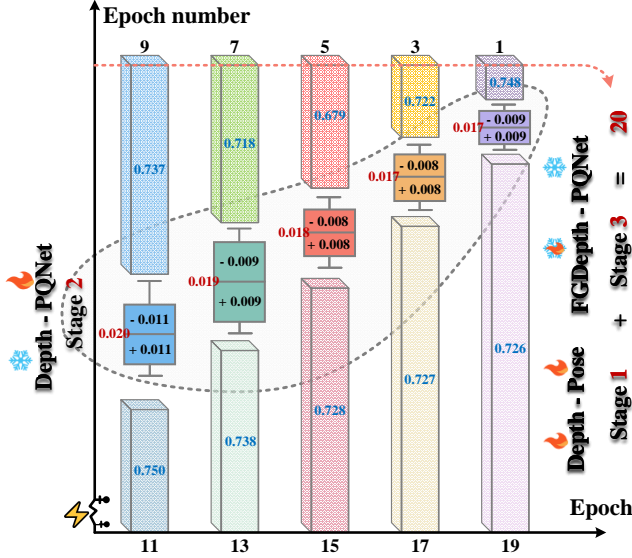 Epoch number
9 7 5 3 1
0.737 0.718 0.679 0.722 0.748
0.020 - 0.011
+ 0.011
0.019 - 0.009
+ 0.009
0.018 - 0.008
+ 0.008
0.017 - 0.008
+ 0.008
0.017 - 0.009
+ 0.009
0.750 0.738 0.728 0.727 0.726
11 13 15 17 19
Epoch
Depth - PQNet
Stage 2
Depth - Pose FGDepth - PQNet
Stage 1 + Stage 3 = 20